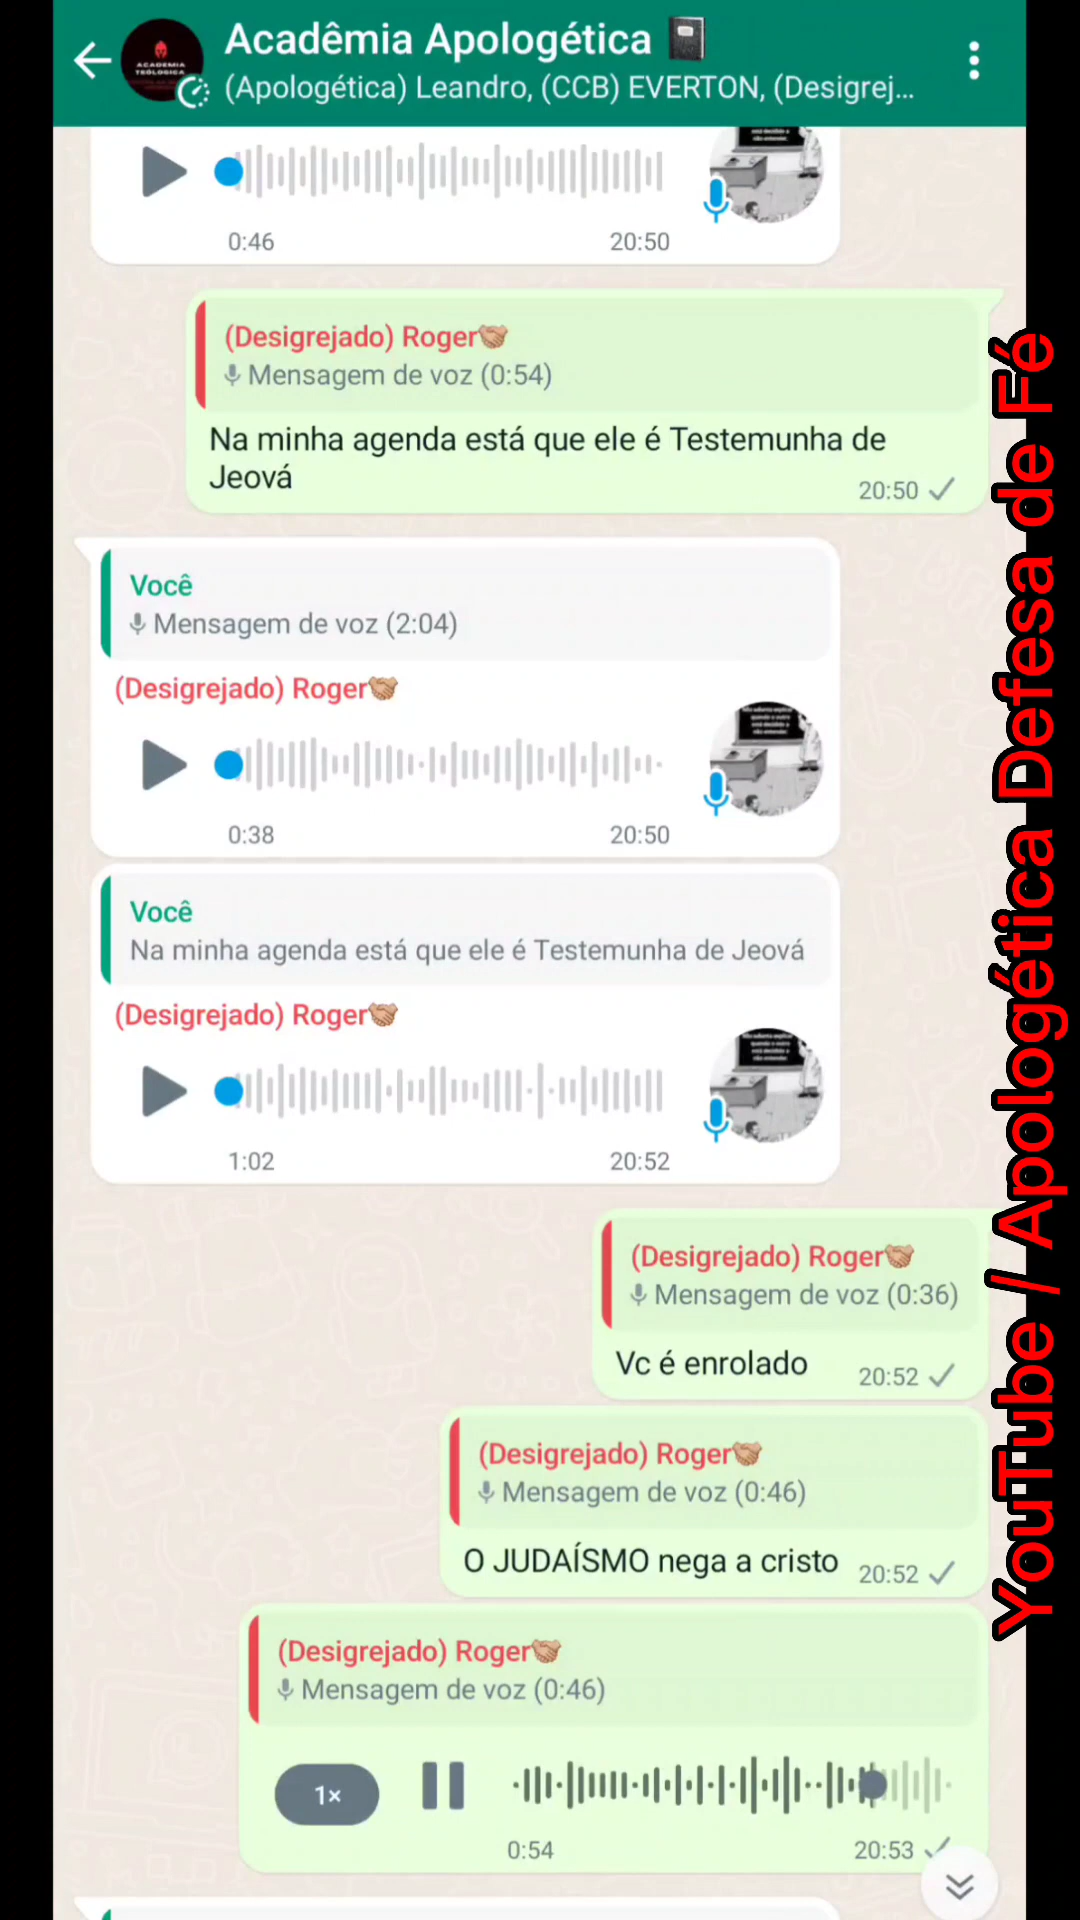 Acadêmia Apologética
(Apologética) Leandro, (CCB) EVERTON, (Desigrej...
ACADEMIA
TEOLOGICA
0:46 20:50
(Desigrejado) Roger🤝🏼
Mensagem de voz (0:54)
Na minha agenda está que ele é Testemunha de
Jeová
20:50
Você
Mensagem de voz (2:04)
(Desigrejado) Roger🤝🏼
0:38 20:50
Você
Na minha agenda está que ele é Testemunha de Jeová
(Desigrejado) Roger🤝🏼
1:02 20:52
(Desigrejado) Roger🤝🏼
Mensagem de voz (0:36)
Vc é enrolado 20:52
(Desigrejado) Roger🤝🏼
Mensagem de voz (0:46)
O JUDAÍSMO nega a cristo 20:52
(Desigrejado) Roger🤝🏼
Mensagem de voz (0:46)
1×
0:54 20:53
YouTube / Apologética Defesa de Fé